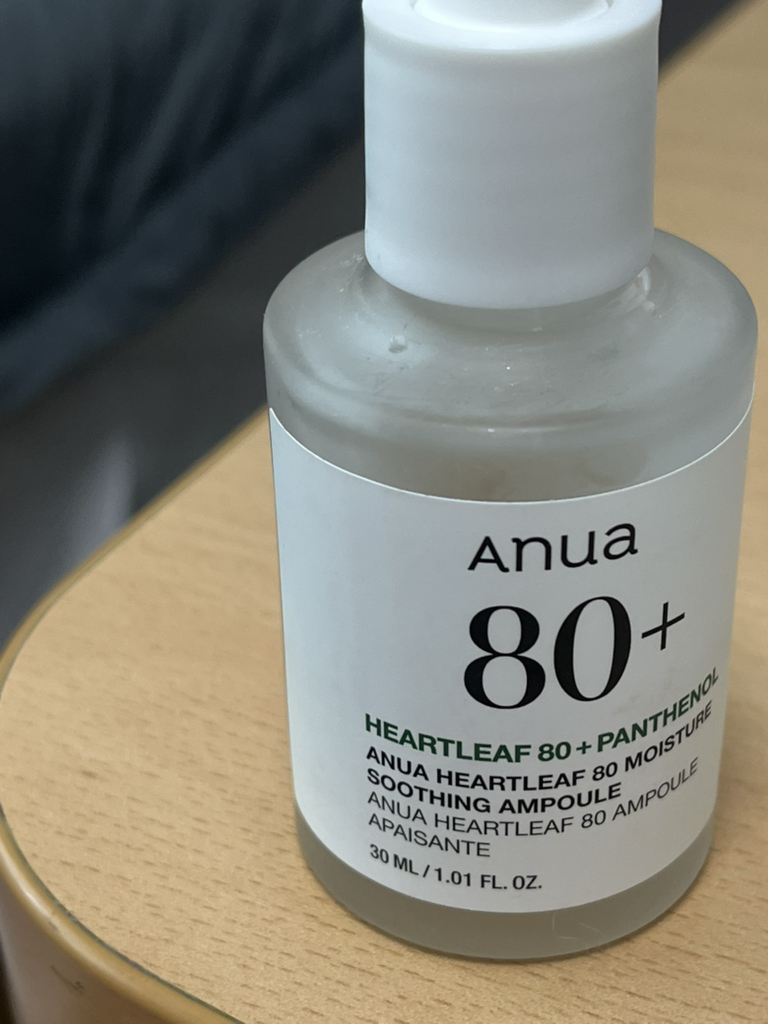 Anua
80+
HEARTLEAF 80+PANTHENOL
ANUA HEARTLEAF 80 MOISTURE
SOOTHING AMPOULE
ANUA HEARTLEAF 80 AMPOULE
APAISANTE
30 ML / 1.01 FL. OZ.